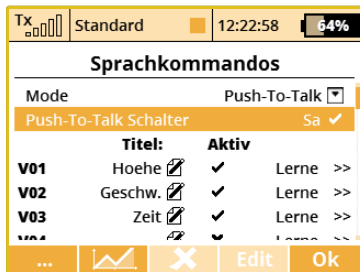 Tx Standard 12:22:58 64%
Sprachkommandos
Mode Push-To-Talk
Push-To-Talk Schalter Sa
Titel: Aktiv
V01 Hoehe Lerne >>
V02 Geschw. Lerne >>
V03 Zeit Lerne >>
... Edit Ok